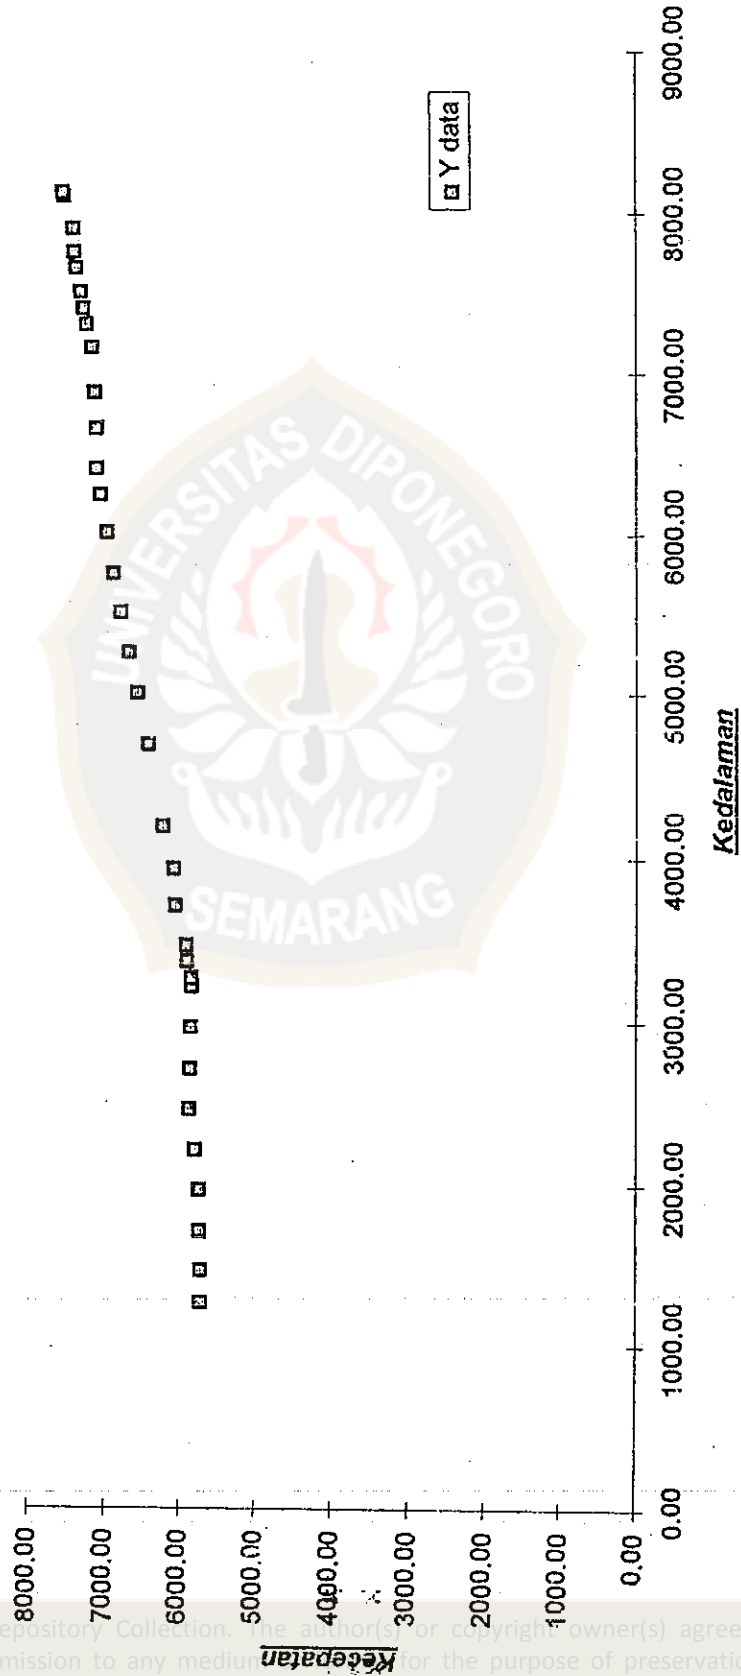 8000.00
7000.00
6000.00
5000.00
4000.00
3000.00
2000.00
1000.00
0.00
Kecepatan
Y data
0.00
1000.00
2000.00
3000.00
4000.00
5000.00
6000.00
7000.00
8000.00
9000.00
Kedalaman
UNIVERSITAS DIPONEGORO
SEMARANG
epository Collection. The author(s) or copyright owner(s) agree
mission to any medium for the purpose of preservatio